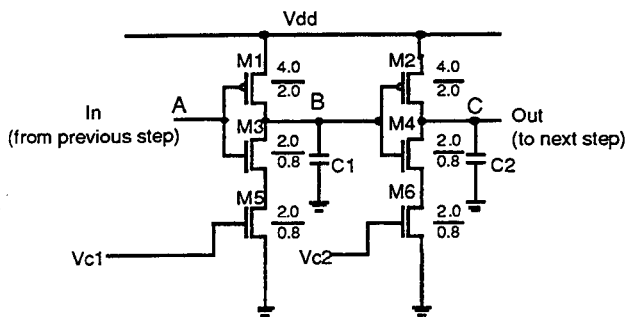 Vdd
M1
4.0
2.0
M2
4.0
2.0
In
(from previous step)
A
B
C
Out
(to next step)
M3
2.0
0.8
M4
2.0
0.8
C1
C2
M5
2.0
0.8
M6
2.0
0.8
Vc1
Vc2